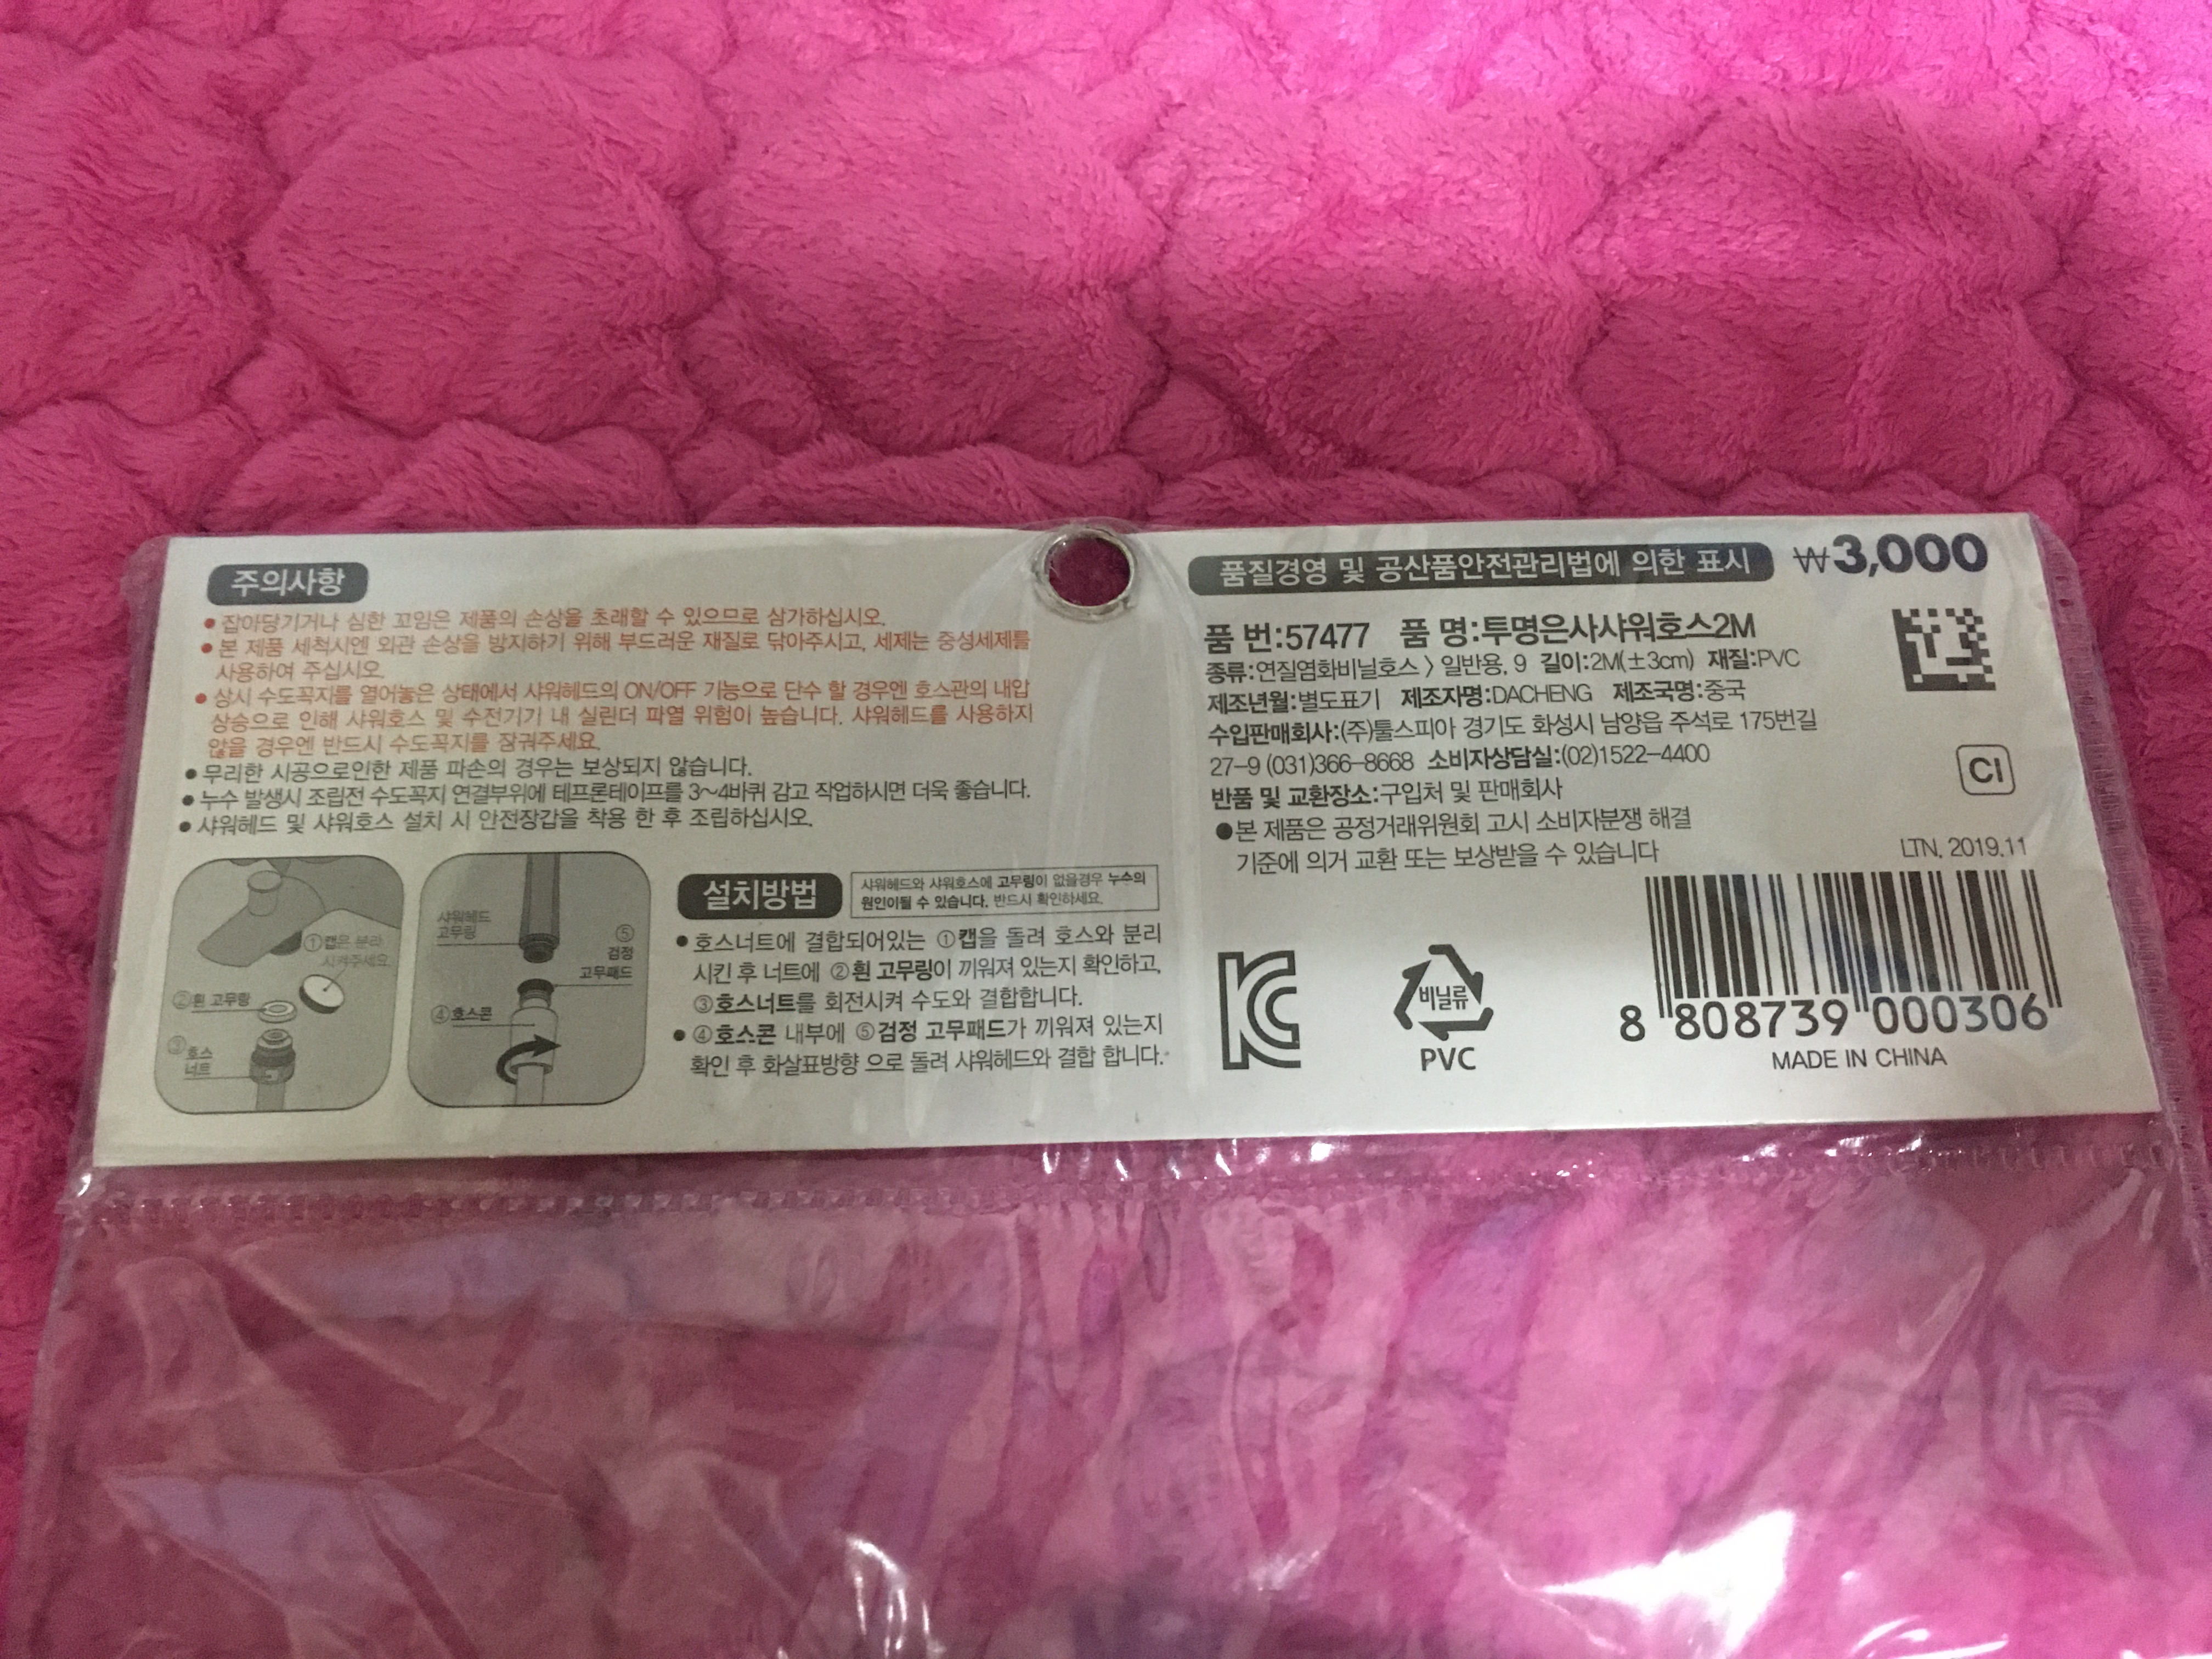 주의사항
● 잡아당기거나 심한 꼬임은 제품의 손상을 초래할 수 있으므로 삼가하십시오.
● 본 제품 세척시엔 외관 손상을 방지하기 위해 부드러운 재질로 닦아주시고, 세제는 중성세제를
사용하여 주십시오.
● 상시 수도꼭지를 열어놓은 상태에서 샤워헤드의 ON/OFF 기능으로 단수 할 경우엔 호스관의 내압
상승으로 인해 샤워호스 및 수전기기 내 실린더 파열 위험이 높습니다. 샤워헤드를 사용하지
않을 경우엔 반드시 수도꼭지를 잠궈주세요.
● 무리한 시공으로인한 제품 파손의 경우는 보상되지 않습니다.
● 누수 발생시 조립전 수도꼭지 연결부위에 테프론테이프를 3~4바퀴 감고 작업하시면 더욱 좋습니다.
● 샤워헤드 및 샤워호스 설치 시 안전장갑을 착용 한 후 조립하십시오.
①캡은 분리
시켜주세요
②흰 고무링
③호스
너트
샤워헤드
고무링
⑤
검정
고무패드
④호스콘
설치방법
샤워헤드와 샤워호스에 고무링이 없을경우 누수의
원인이될 수 있습니다. 반드시 확인하세요.
● 호스너트에 결합되어있는 ①캡을 돌려 호스와 분리
시킨 후 너트에 ②흰 고무링이 끼워져 있는지 확인하고,
③호스너트를 회전시켜 수도와 결합합니다.
● ④호스콘 내부에 ⑤검정 고무패드가 끼워져 있는지
확인 후 화살표방향 으로 돌려 샤워헤드와 결합 합니다.
품질경영 및 공산품안전관리법에 의한 표시 ₩3,000
품 번:57477 품 명:투명은사샤워호스2M
종류:연질염화비닐호스 > 일반용, 9 길이:2M(±3cm) 재질:PVC
제조년월:별도표기 제조자명:DACHENG 제조국명:중국
수입판매회사:(주)툴스피아 경기도 화성시 남양읍 주석로 175번길
27-9 (031)366-8668 소비자상담실:(02)1522-4400
반품 및 교환장소:구입처 및 판매회사
●본 제품은 공정거래위원회 고시 소비자분쟁 해결
기준에 의거 교환 또는 보상받을 수 있습니다
CI
LTN. 2019.11
비닐류
PVC
8 808739 000306
MADE IN CHINA